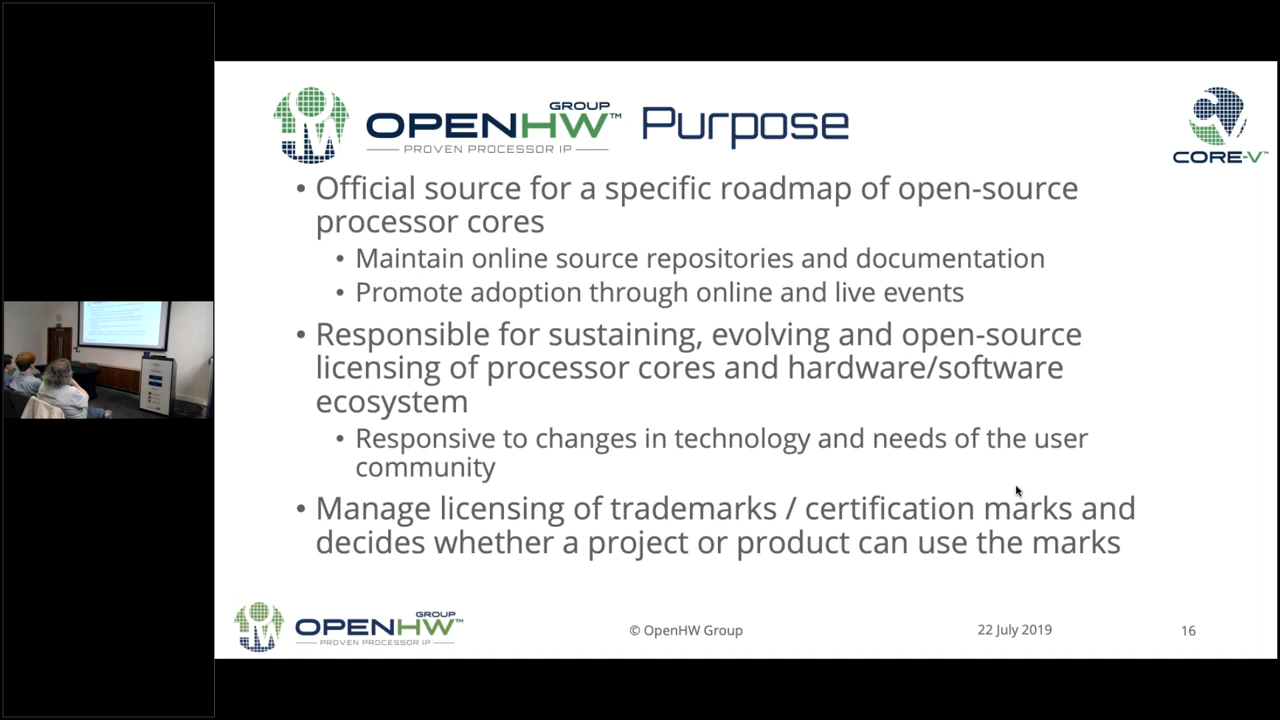 GROUP
OPENHW™ Purpose
PROVEN PROCESSOR IP
CORE-V™
• Official source for a specific roadmap of open-source
processor cores
• Maintain online source repositories and documentation
• Promote adoption through online and live events
• Responsible for sustaining, evolving and open-source
licensing of processor cores and hardware/software
ecosystem
• Responsive to changes in technology and needs of the user
community
• Manage licensing of trademarks / certification marks and
decides whether a project or product can use the marks
GROUP
OPENHW™
PROVEN PROCESSOR IP
© OpenHW Group
22 July 2019
16